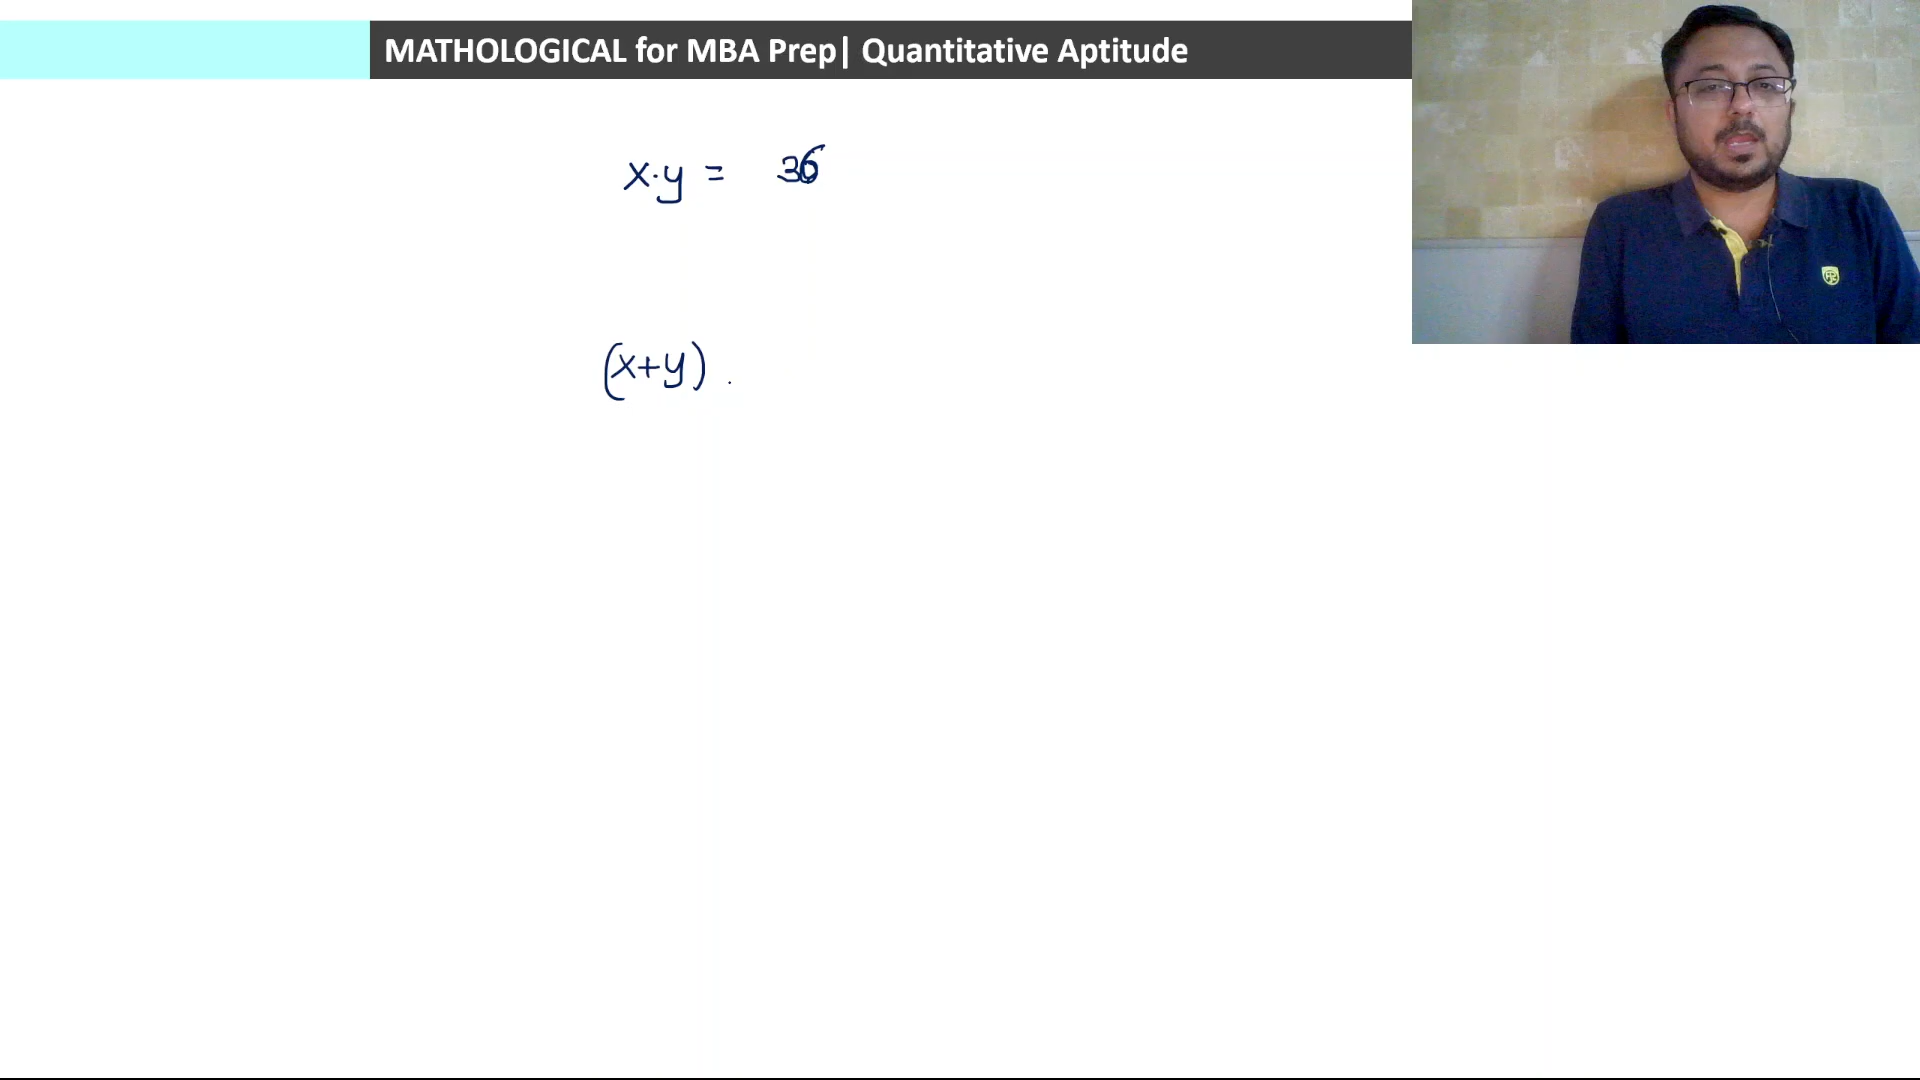 MATHOLOGICAL for MBA Prep| Quantitative Aptitude
x·y = 36
(x+y) .